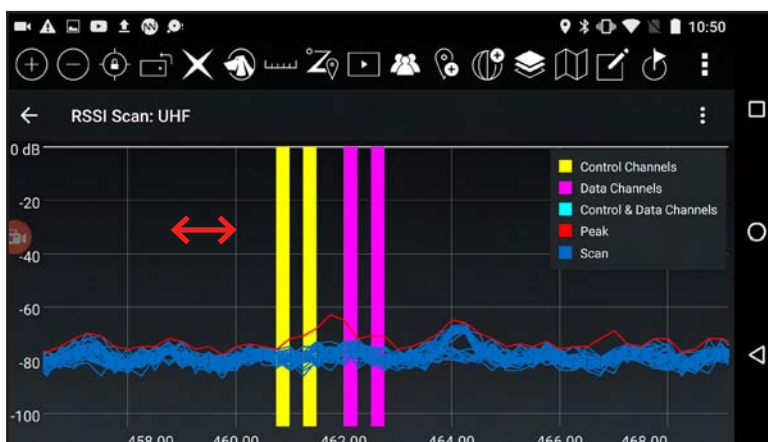 10:50
RSSI Scan: UHF
0 dB
-20
-40
-60
-80
-100
Control Channels
Data Channels
Control & Data Channels
Peak
Scan
458.00 460.00 462.00 464.00 466.00 468.00